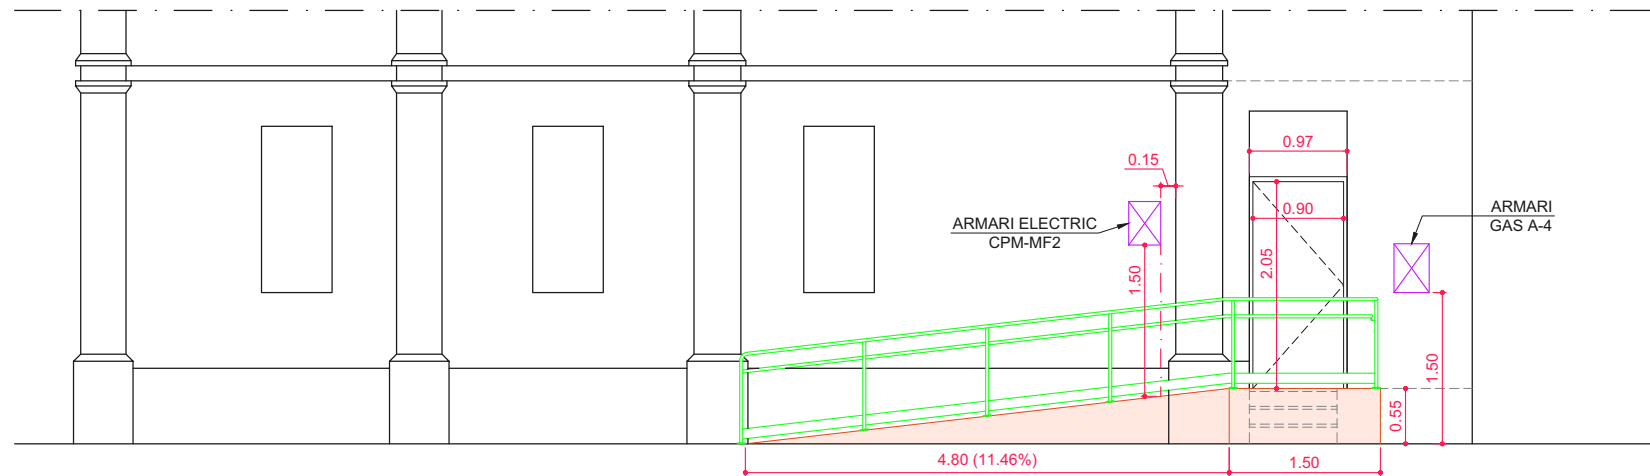 0.97
0.15
ARMARI ELECTRIC
CPM-MF2
0.90
2.05
1.50
ARMARI
GAS A-4
1.50
0.55
4.80 (11.46%)
1.50